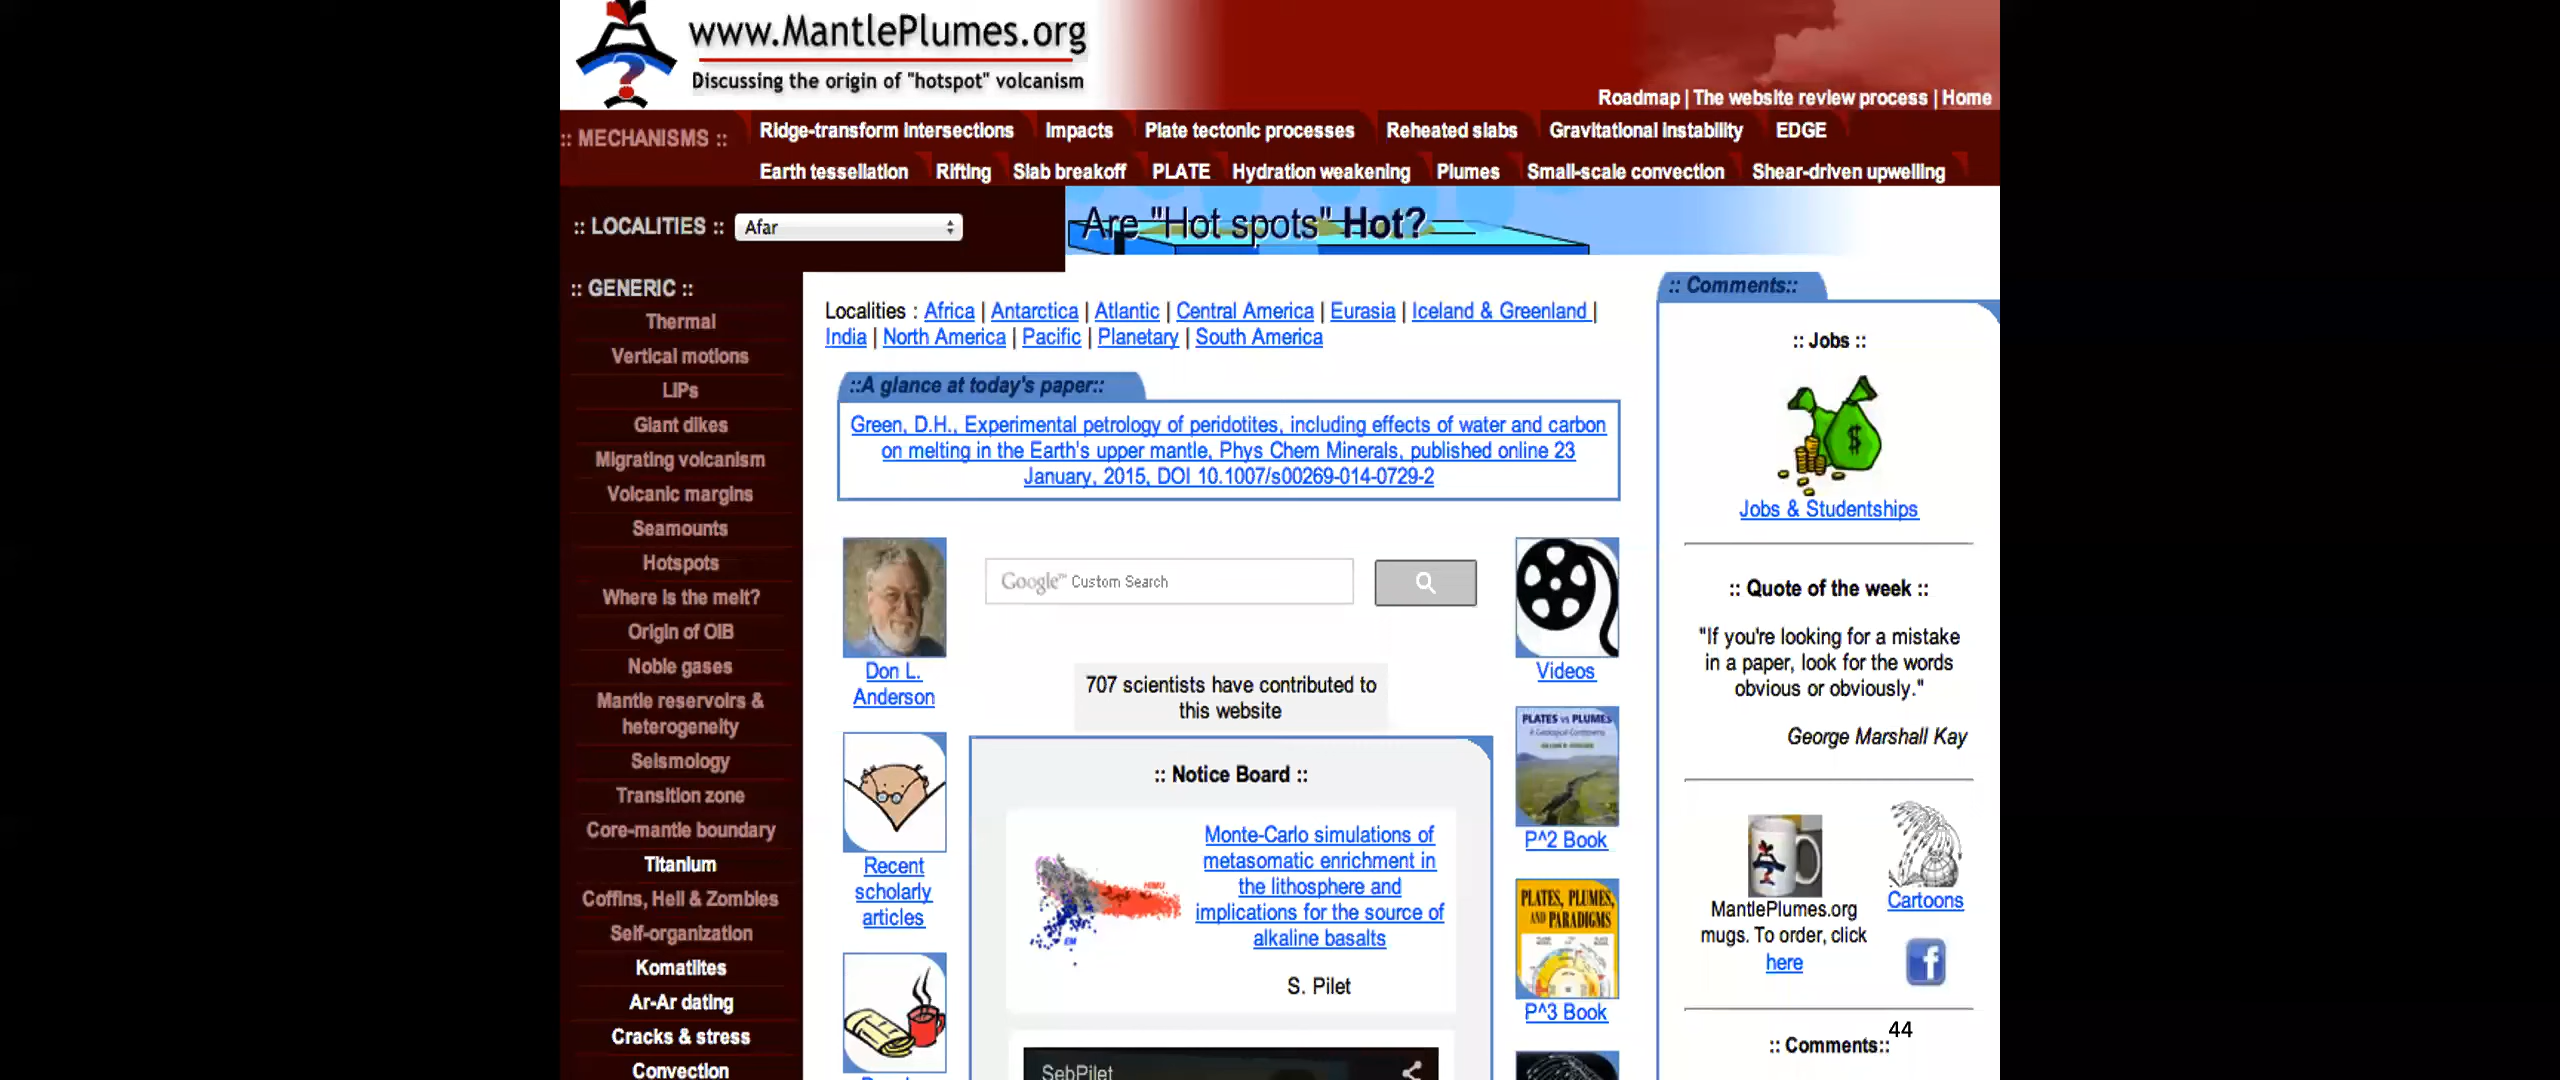 www.MantlePlumes.org
Discussing the origin of "hotspot" volcanism
Roadmap | The website review process | Home
:: MECHANISMS ::
Ridge-transform intersections Impacts Plate tectonic processes Reheated slabs Gravitational instability EDGE
Earth tessellation Rifting Slab breakoff PLATE Hydration weakening Plumes Small-scale convection Shear-driven upwelling
:: LOCALITIES :: Afar
Are "Hot spots" Hot?
:: GENERIC ::
Thermal
Vertical motions
LIPs
Giant dikes
Migrating volcanism
Volcanic margins
Seamounts
Hotspots
Where is the melt?
Origin of OIB
Noble gases
Mantle reservoirs &
heterogeneity
Seismology
Transition zone
Core-mantle boundary
Titanium
Coffins, Hell & Zombies
Self-organization
Komatiites
Ar-Ar dating
Cracks & stress
Convection
Localities : Africa | Antarctica | Atlantic | Central America | Eurasia | Iceland & Greenland |
India | North America | Pacific | Planetary | South America
::A glance at today's paper::
Green, D.H., Experimental petrology of peridotites, including effects of water and carbon
on melting in the Earth's upper mantle, Phys Chem Minerals, published online 23
January, 2015, DOI 10.1007/s00269-014-0729-2
Don L.
Anderson
Recent
scholarly
articles
Google™ Custom Search
707 scientists have contributed to
this website
:: Notice Board ::
HIMU
EM
Monte-Carlo simulations of
metasomatic enrichment in
the lithosphere and
implications for the source of
alkaline basalts
S. Pilet
SebPilet
Videos
PLATES vs PLUMES
P^2 Book
PLATES, PLUMES,
AND PARADIGMS
P^3 Book
:: Comments::
:: Jobs ::
$
Jobs & Studentships
:: Quote of the week ::
"If you're looking for a mistake
in a paper, look for the words
obvious or obviously."
George Marshall Kay
MantlePlumes.org
mugs. To order, click
here
Cartoons
f
44
:: Comments::